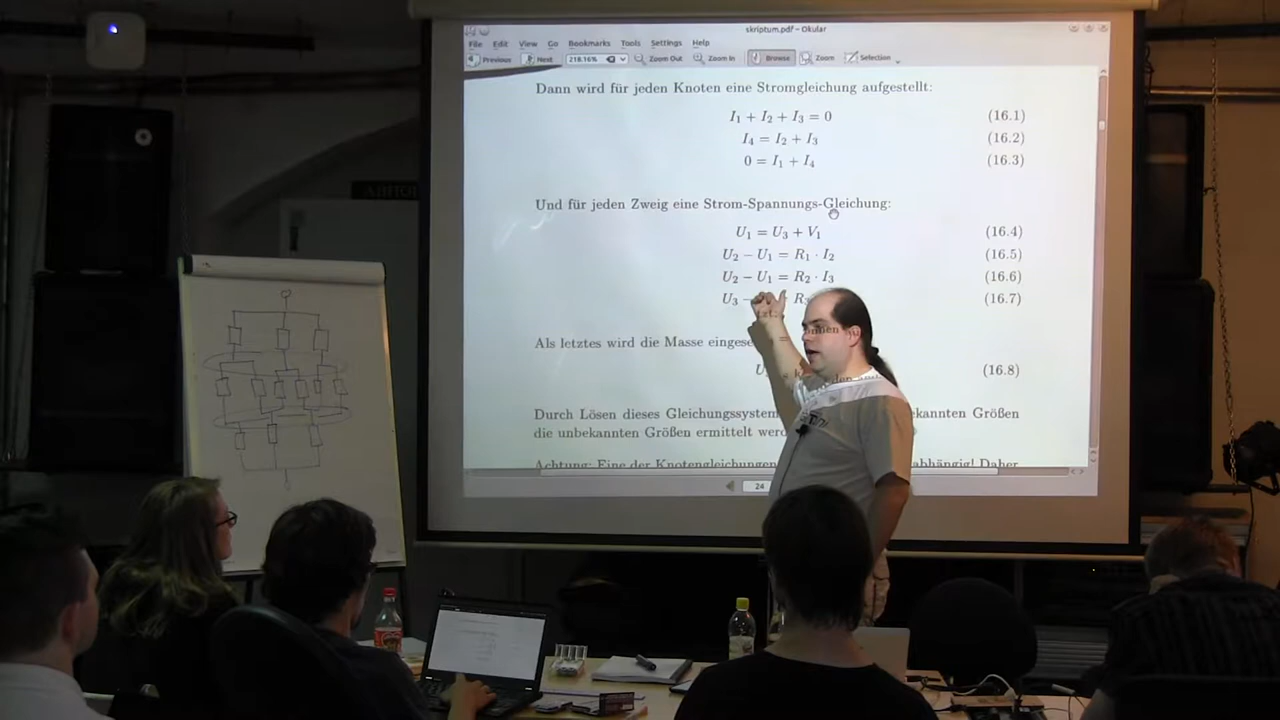 skriptum.pdf – Okular
File Edit View Go Bookmarks Tools Settings Help
Previous Next 218.16% Zoom Out Zoom In Browse Zoom Selection
Dann wird für jeden Knoten eine Stromgleichung aufgestellt:
I₁ + I₂ + I₃ = 0 (16.1)
I₄ = I₂ + I₃ (16.2)
0 = I₁ + I₄ (16.3)
Und für jeden Zweig eine Strom-Spannungs-Gleichung:
U₁ = U₃ + V₁ (16.4)
U₂ − U₁ = R₁ · I₂ (16.5)
U₂ − U₁ = R₂ · I₃ (16.6)
U₃ − (16.7)
Als letztes wird die Masse
(16.8)
Durch Lösen dieses Gleichungssystem
die unbekannten Größen ermittelt
Achtung: Eine der Knotengleichungen Daher
24